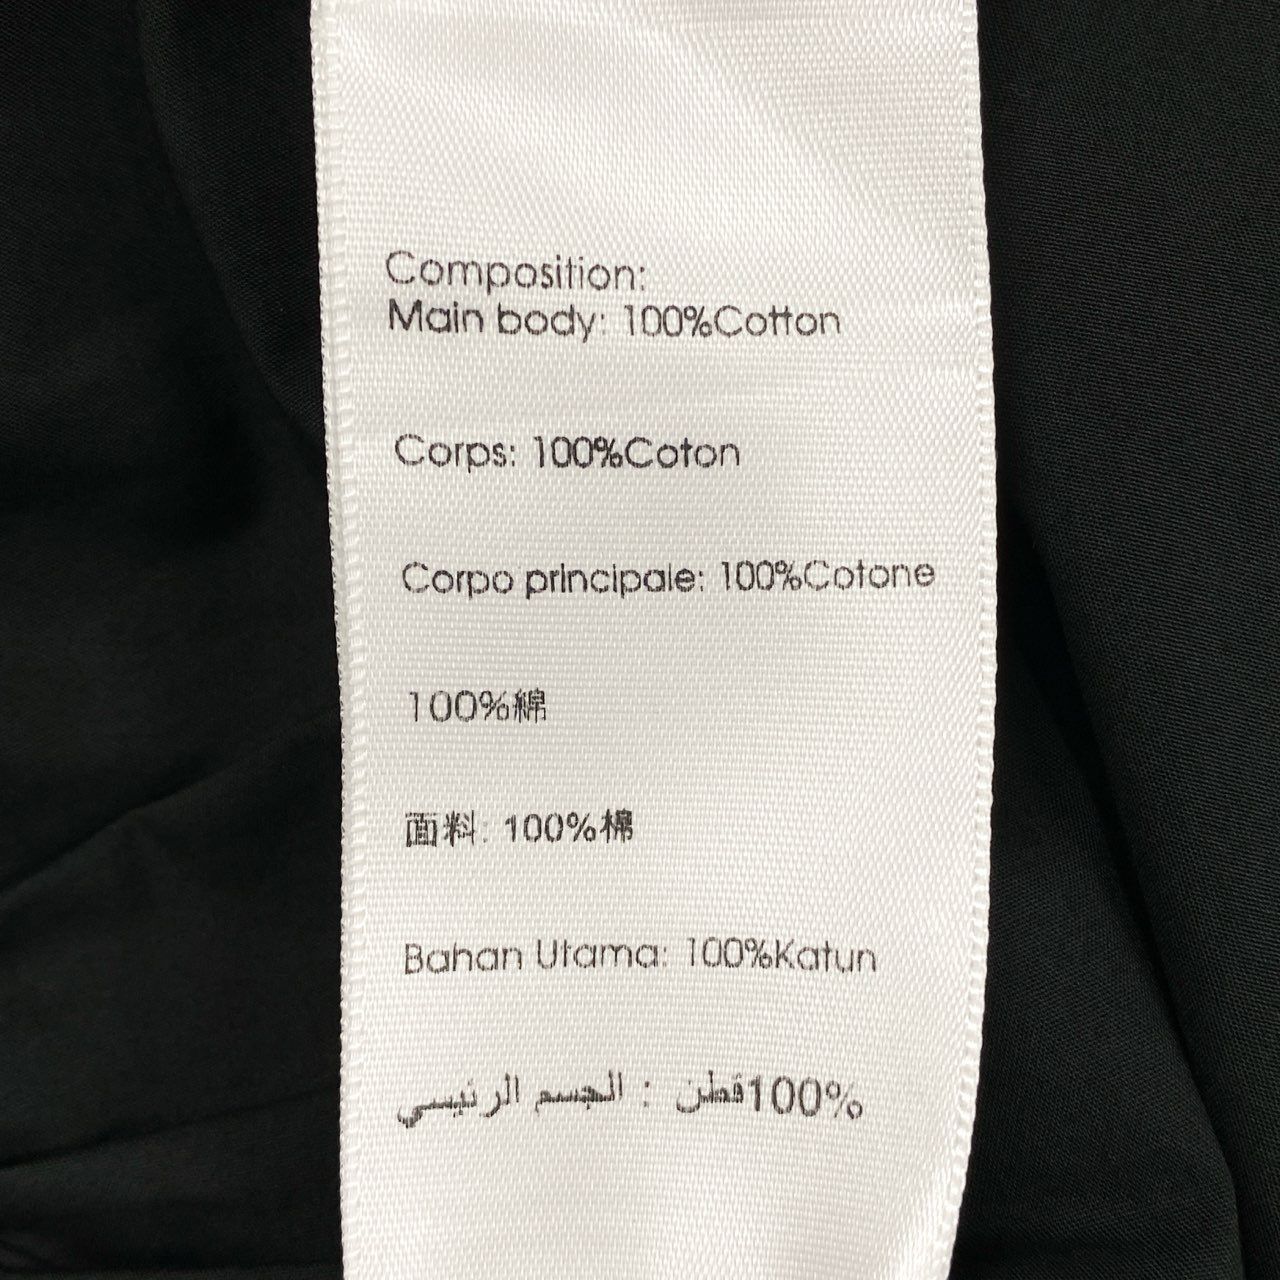 Composition:
Main body: 100%Cotton
Corps: 100%Coton
Corpo principale: 100%Cotone
100%綿
面料: 100%棉
Bahan Utama: 100%Katun
الجسم الرئيسي : قطن100%